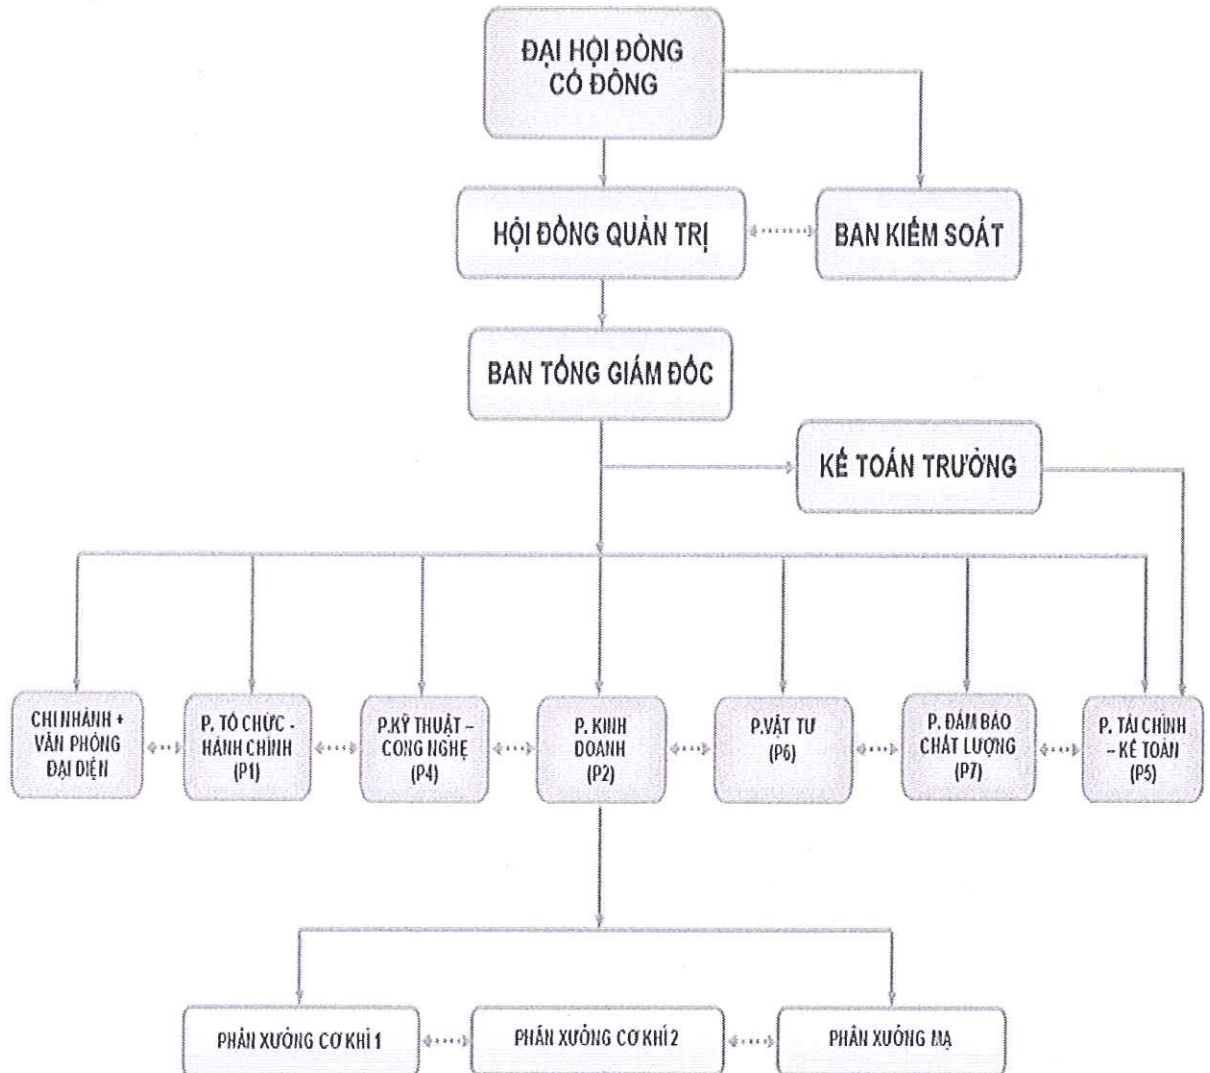 ĐẠI HỘI ĐỒNG
CỔ ĐÔNG
HỘI ĐỒNG QUẢN TRỊ
BAN KIỂM SOÁT
BAN TỔNG GIÁM ĐỐC
KẾ TOÁN TRƯỞNG
CHI NHÁNH +
VĂN PHÒNG
ĐẠI DIỆN
P. TỔ CHỨC -
HÀNH CHÍNH
(P1)
P.KỸ THUẬT –
CÔNG NGHỆ
(P4)
P. KINH
DOANH
(P2)
P.VẬT TƯ
(P6)
P. ĐẢM BẢO
CHẤT LƯỢNG
(P7)
P. TÀI CHÍNH
– KẾ TOÁN
(P5)
PHÂN XƯỞNG CƠ KHÍ 1
PHÂN XƯỞNG CƠ KHÍ 2
PHÂN XƯỞNG MẠ